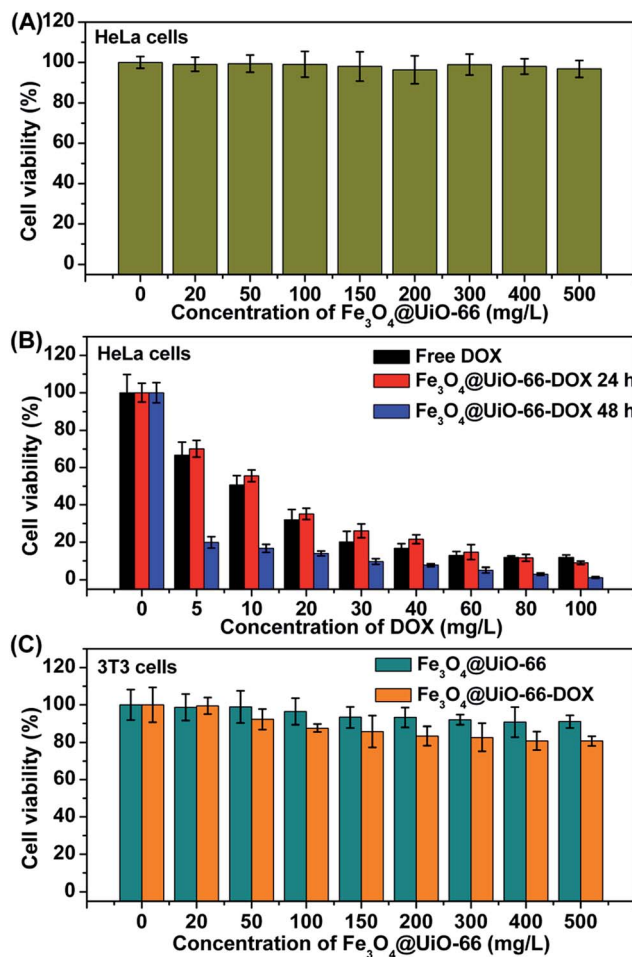 (A)
HeLa cells
Cell viability (%)
120
100
80
60
40
20
0
0 20 50 100 150 200 300 400 500
Concentration of Fe₃O₄@UiO-66 (mg/L)
(B)
HeLa cells
Free DOX
Fe₃O₄@UiO-66-DOX 24 h
Fe₃O₄@UiO-66-DOX 48 h
Cell viability (%)
120
100
80
60
40
20
0
0 5 10 20 30 40 60 80 100
Concentration of DOX (mg/L)
(C)
3T3 cells
Fe₃O₄@UiO-66
Fe₃O₄@UiO-66-DOX
Cell viability (%)
120
100
80
60
40
20
0
0 20 50 100 150 200 300 400 500
Concentration of Fe₃O₄@UiO-66 (mg/L)